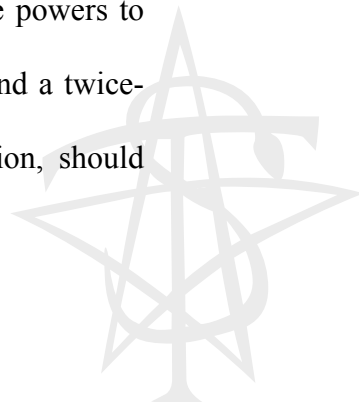 powers to
nd a twice-
ion, should